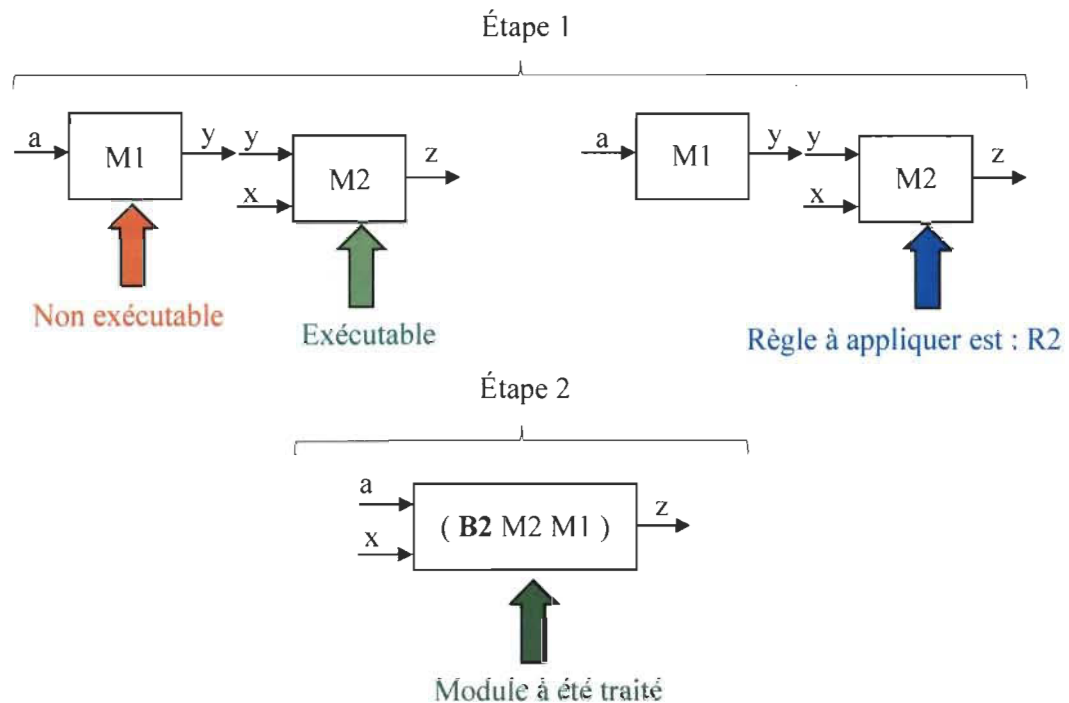 Étape 1
a M1 y y x M2 z
a M1 y y x M2 z
Non exécutable
Exécutable
Règle à appliquer est : R2
Étape 2
a
x
( B2 M2 M1 )
z
Module à été traité